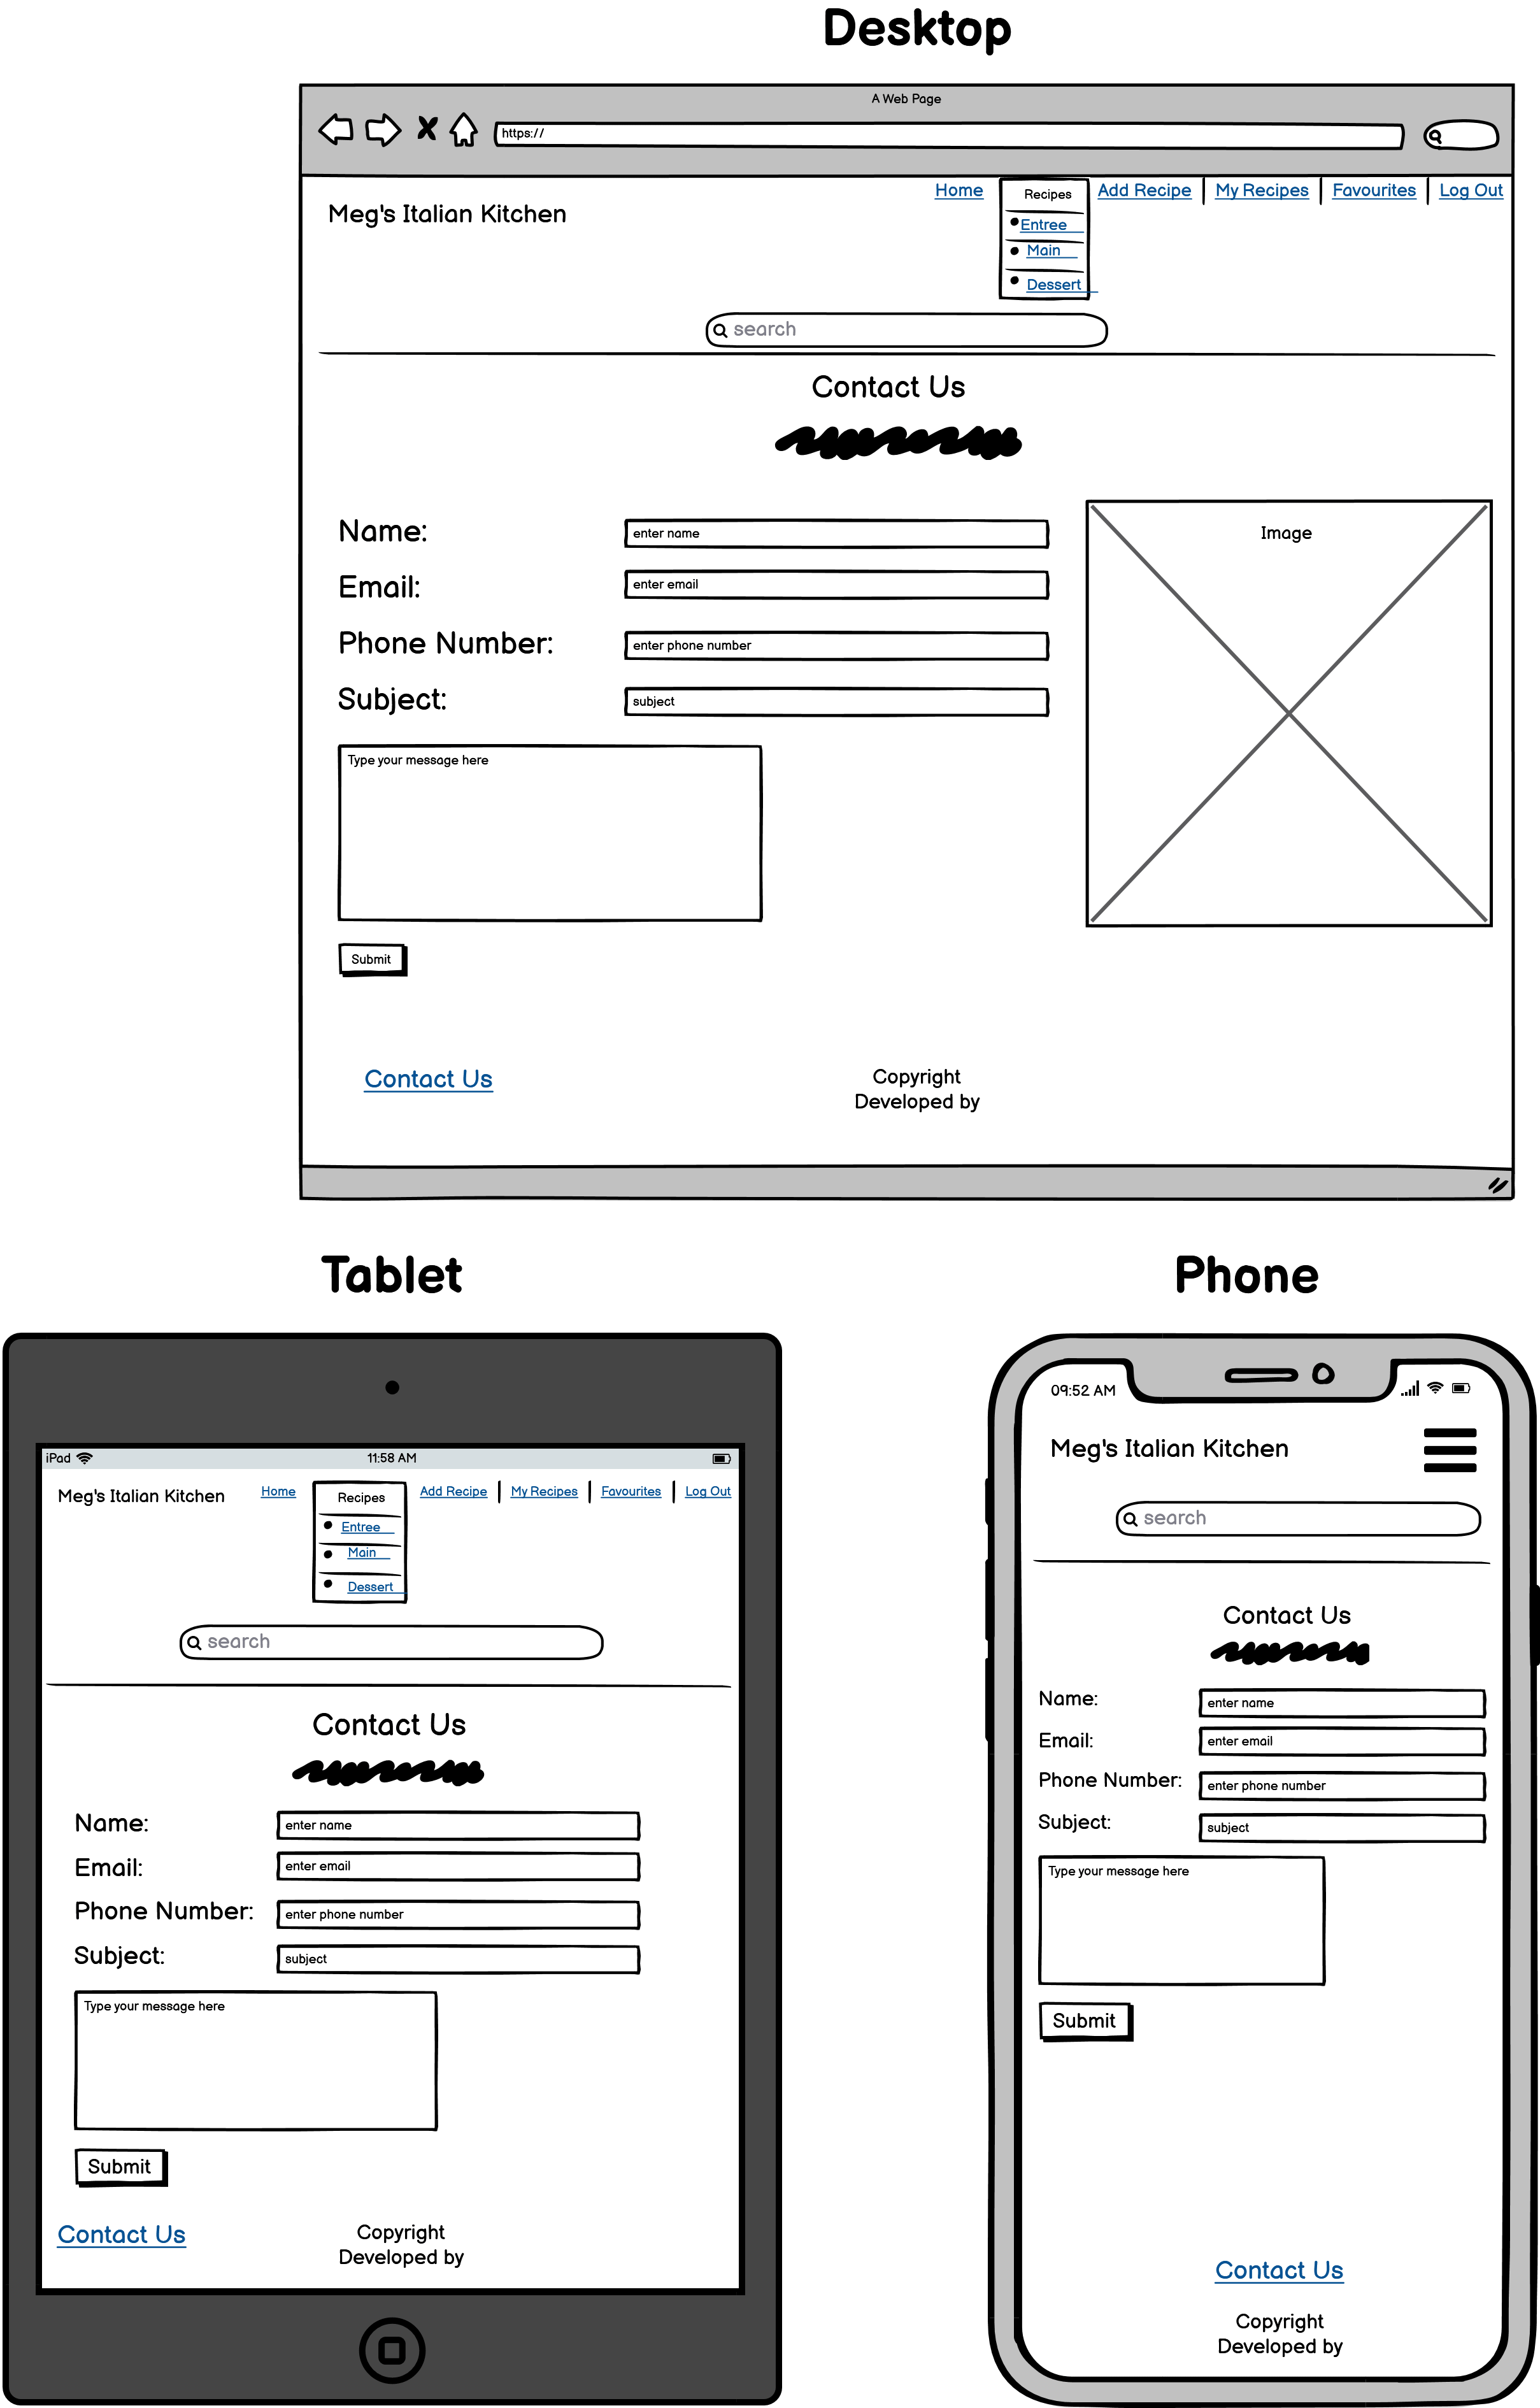 Desktop
A Web Page
https://
Home Recipes Add Recipe My Recipes Favourites Log Out
Meg's Italian Kitchen
Entree
Main
Dessert
search
Contact Us
Image
Name: enter name
Email: enter email
Phone Number: enter phone number
Subject: subject
Type your message here
Submit
Contact Us
Copyright
Developed by
Tablet
iPad 11:58 AM
Meg's Italian Kitchen Home Recipes Add Recipe My Recipes Favourites Log Out
Entree
Main
Dessert
search
Contact Us
Name: enter name
Email: enter email
Phone Number: enter phone number
Subject: subject
Type your message here
Submit
Contact Us
Copyright
Developed by
Phone
09:52 AM
Meg's Italian Kitchen
search
Contact Us
Name: enter name
Email: enter email
Phone Number: enter phone number
Subject: subject
Type your message here
Submit
Contact Us
Copyright
Developed by